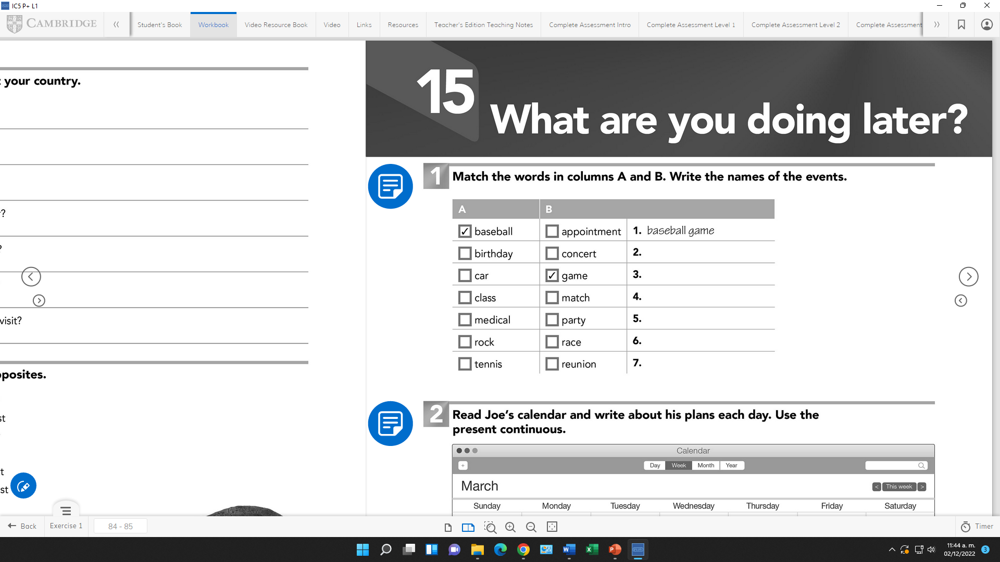 IC5 P+ L1
CAMBRIDGE
Student's Book
Workbook
Video Resource Book
Video
Links
Resources
Teacher's Edition Teaching Notes
Complete Assessment Intro
Complete Assessment Level 1
Complete Assessment Level 2
Complete Assessment
your country.
?
?
visit?
pposites.
st
t
st
15
What are you doing later?
1 Match the words in columns A and B. Write the names of the events.
A B
✓ baseball appointment 1. baseball game
birthday concert 2.
car ✓ game 3.
class match 4.
medical party 5.
rock race 6.
tennis reunion 7.
2 Read Joe's calendar and write about his plans each day. Use the
present continuous.
Calendar
+ Day Week Month Year
March < This week >
Sunday Monday Tuesday Wednesday Thursday Friday Saturday
Back Exercise 1 84 - 85 Timer
PLUS
11:44 a. m.
02/12/2022
3